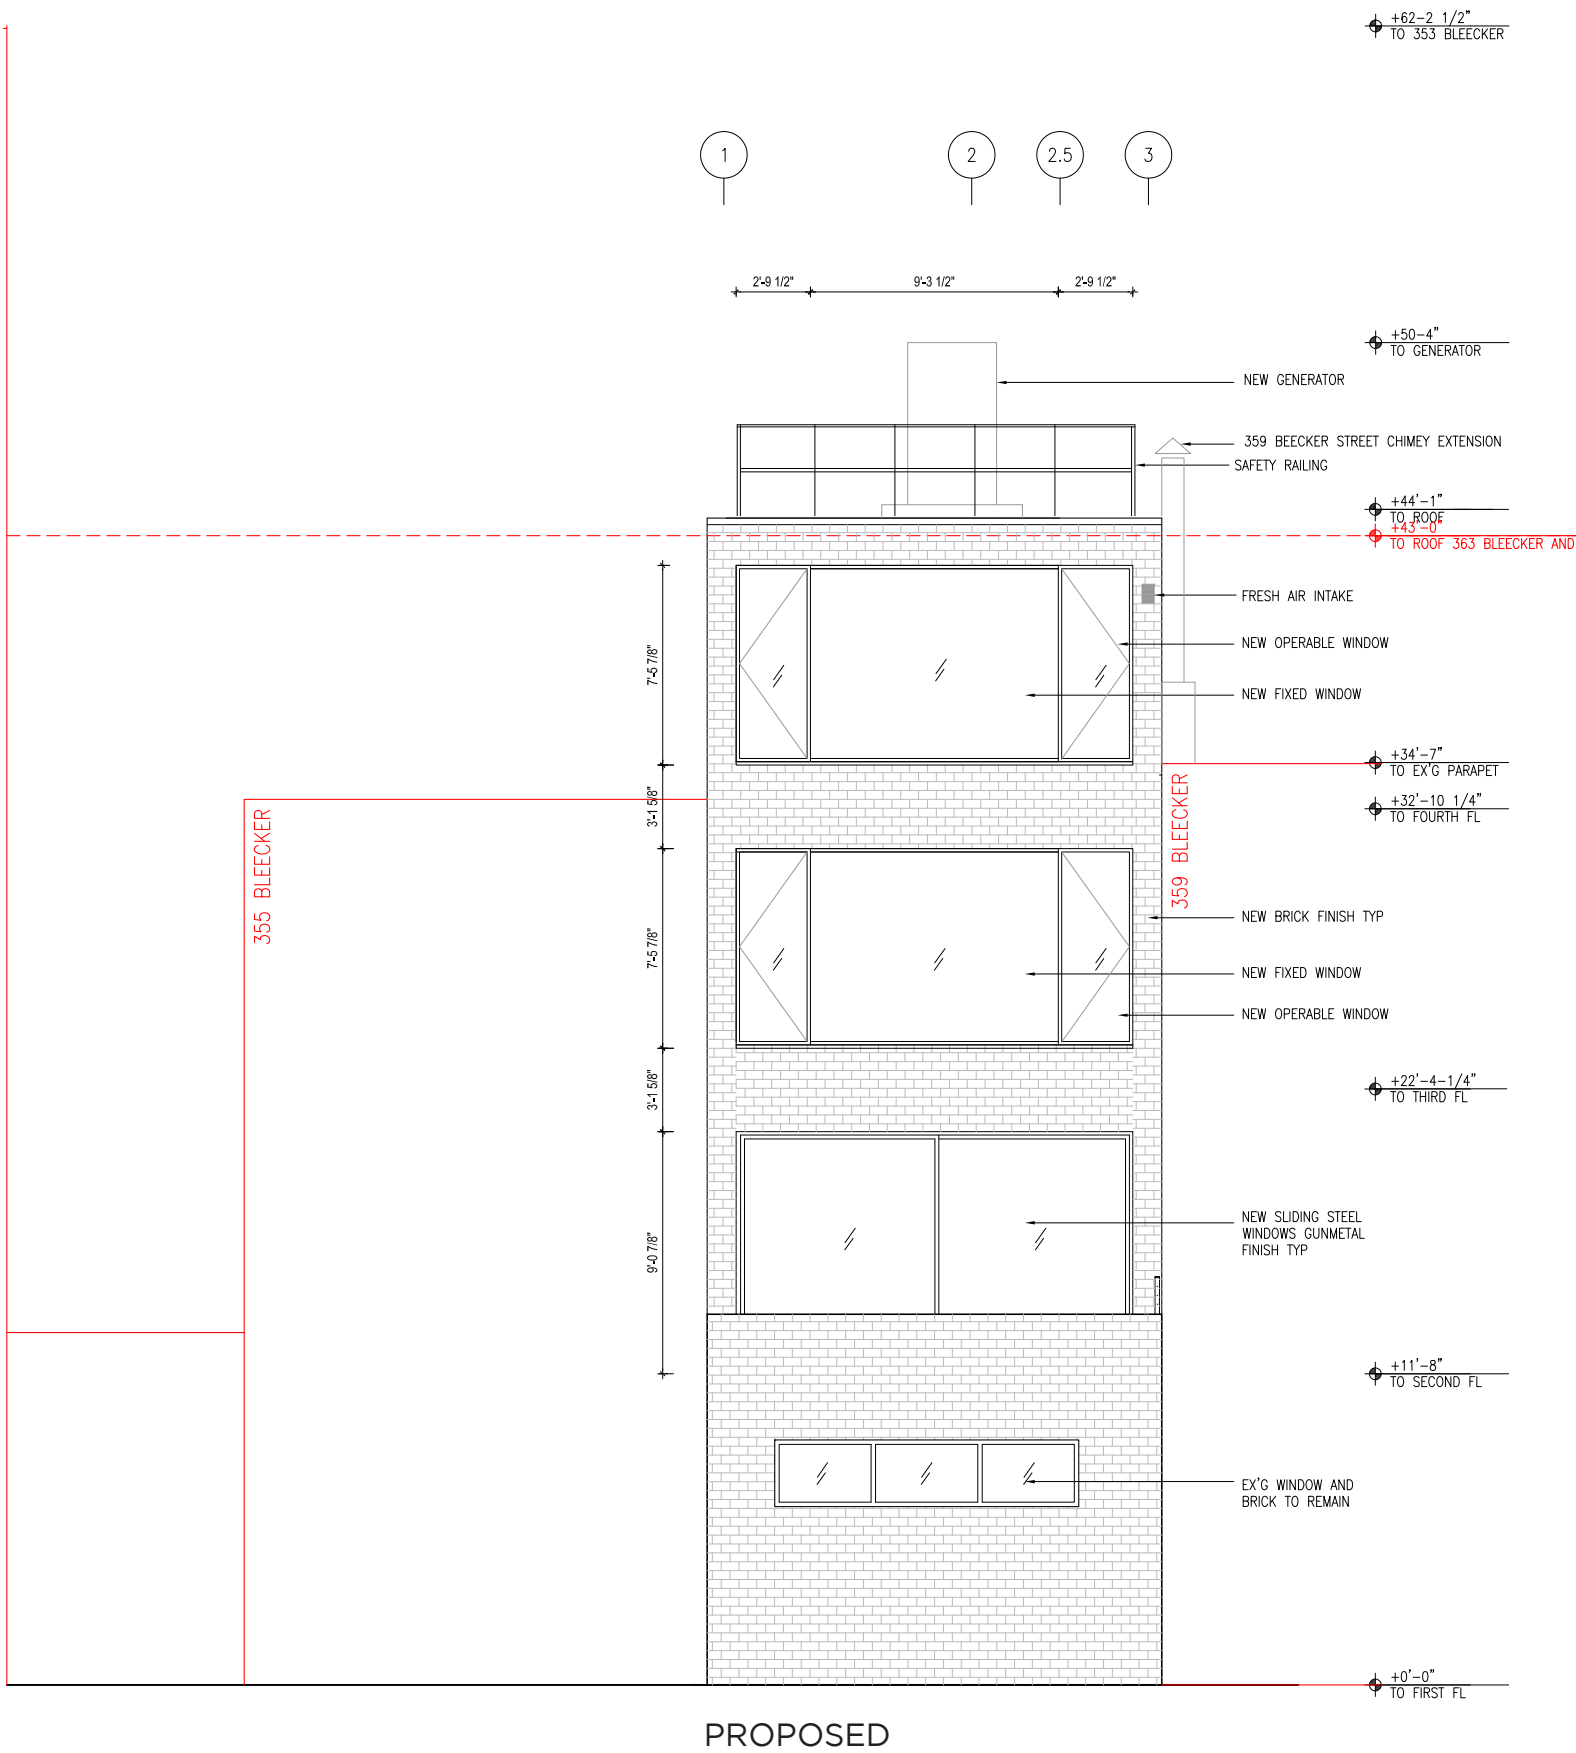 +62-2 1/2"
TO 353 BLEECKER
1
2
2.5
3
2'-9 1/2"
9'-3 1/2"
2'-9 1/2"
+50-4"
TO GENERATOR
NEW GENERATOR
359 BEECKER STREET CHIMEY EXTENSION
SAFETY RAILING
+44'-1"
TO ROOF
+43'-0"
TO ROOF 363 BLEECKER AND
FRESH AIR INTAKE
NEW OPERABLE WINDOW
7'-5 7/8"
NEW FIXED WINDOW
+34'-7"
TO EX'G PARAPET
3'-1 5/8"
+32'-10 1/4"
TO FOURTH FL
355 BLEECKER
359 BLEECKER
NEW BRICK FINISH TYP
7'-5 7/8"
NEW FIXED WINDOW
NEW OPERABLE WINDOW
3'-1 5/8"
+22'-4-1/4"
TO THIRD FL
NEW SLIDING STEEL
WINDOWS GUNMETAL
FINISH TYP
9'-0 7/8"
+11'-8"
TO SECOND FL
EX'G WINDOW AND
BRICK TO REMAIN
+0'-0"
TO FIRST FL
PROPOSED